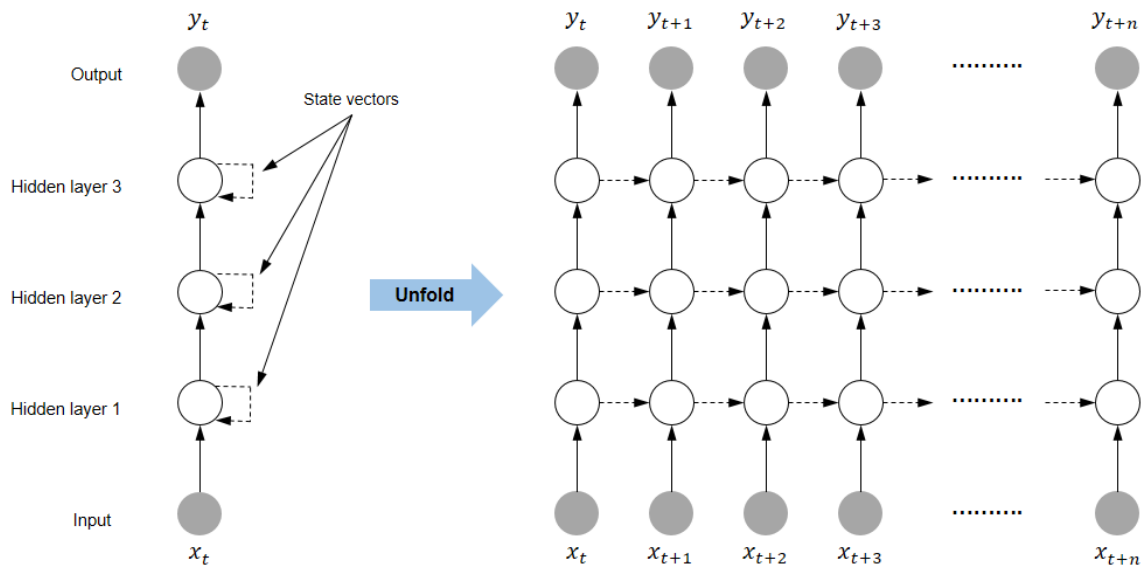 y_t y_t y_{t+1} y_{t+2} y_{t+3} y_{t+n}
Output ..........
State vectors
Hidden layer 3 ..........
Hidden layer 2 ..........
Unfold
Hidden layer 1 ..........
Input ..........
x_t x_t x_{t+1} x_{t+2} x_{t+3} x_{t+n}